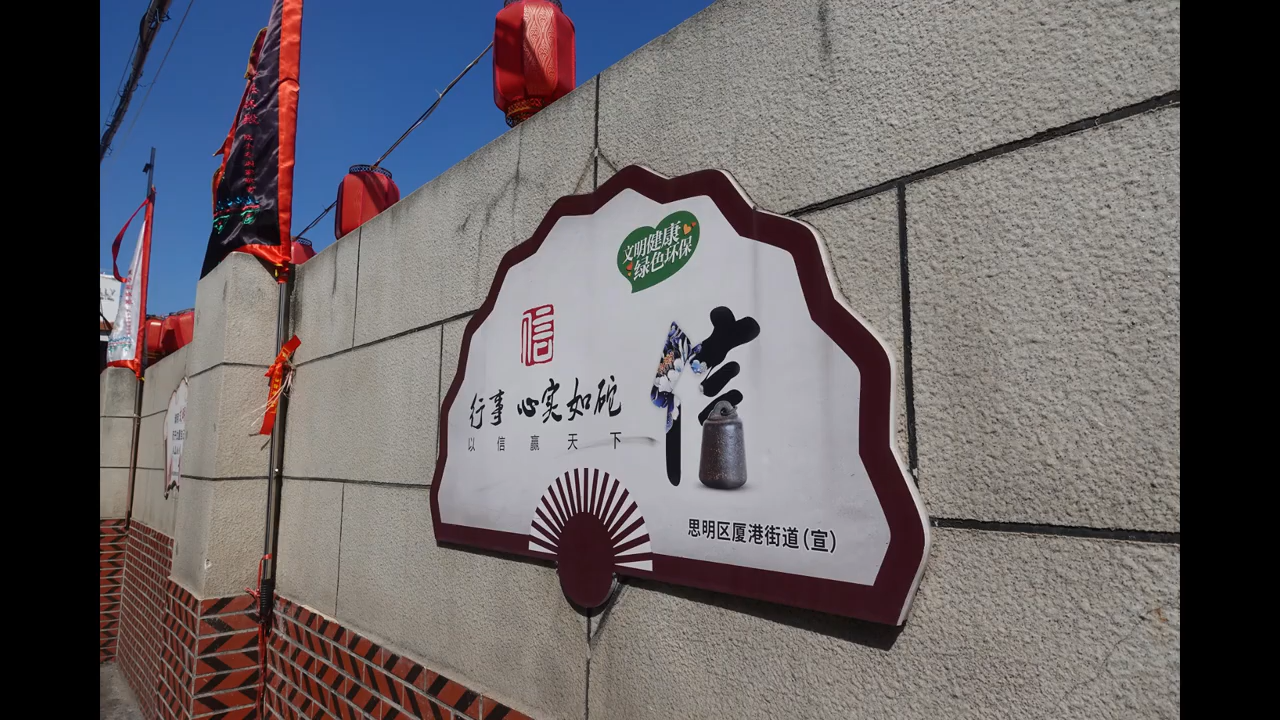 文明健康
绿色环保
信
行事 心实如砣
以信赢天下
信
思明区厦港街道(宣)